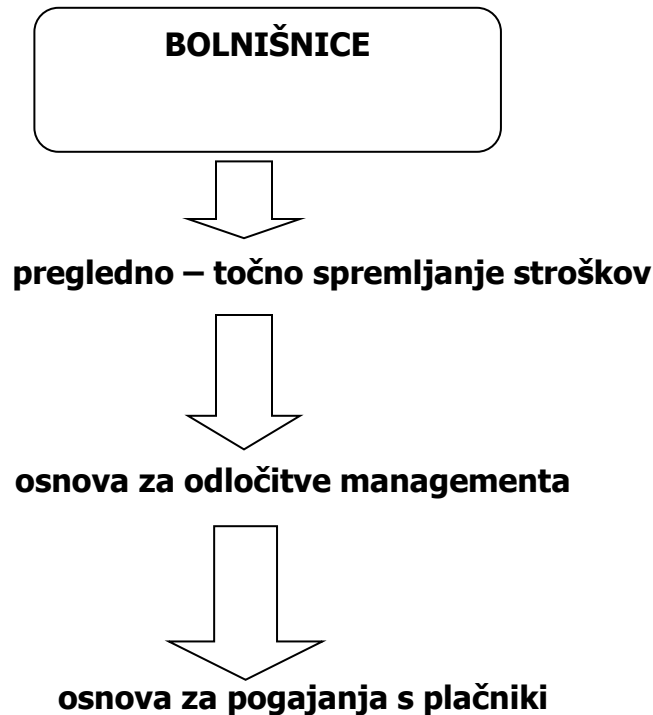 BOLNIŠNICE
pregledno – točno spremljanje stroškov
osnova za odločitve managementa
osnova za pogajanja s plačniki